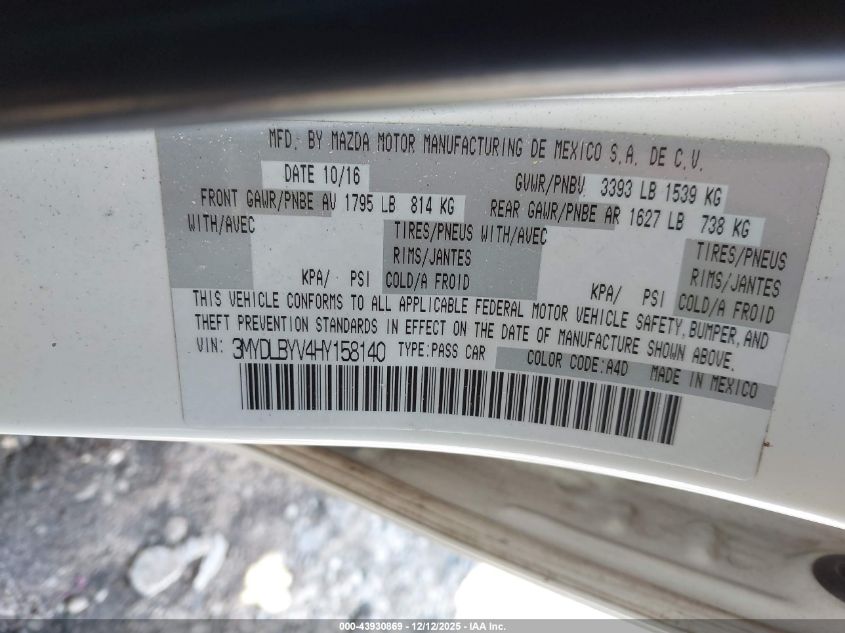 MFD. BY MAZDA MOTOR MANUFACTURING DE MEXICO S.A. DE C.V.
DATE 10/16 GVWR/PNBV 3393 LB 1539 KG
FRONT GAWR/PNBE AV 1795 LB 814 KG REAR GAWR/PNBE AR 1627 LB 738 KG
WITH/AVEC TIRES/PNEUS WITH/AVEC TIRES/PNEUS
RIMS/JANTES RIMS/JANTES
KPA/ PSI COLD/A FROID KPA/ PSI COLD/A FROID
THIS VEHICLE CONFORMS TO ALL APPLICABLE FEDERAL MOTOR VEHICLE SAFETY, BUMPER, AND
THEFT PREVENTION STANDARDS IN EFFECT ON THE DATE OF MANUFACTURE SHOWN ABOVE.
VIN: 3MYDLBYV4HY158140 TYPE:PASS CAR COLOR CODE:A4D MADE IN MEXICO
000-43930869 - 12/12/2025 - IAA Inc.